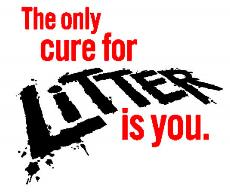 The only
cure for
LiTTER
is you.